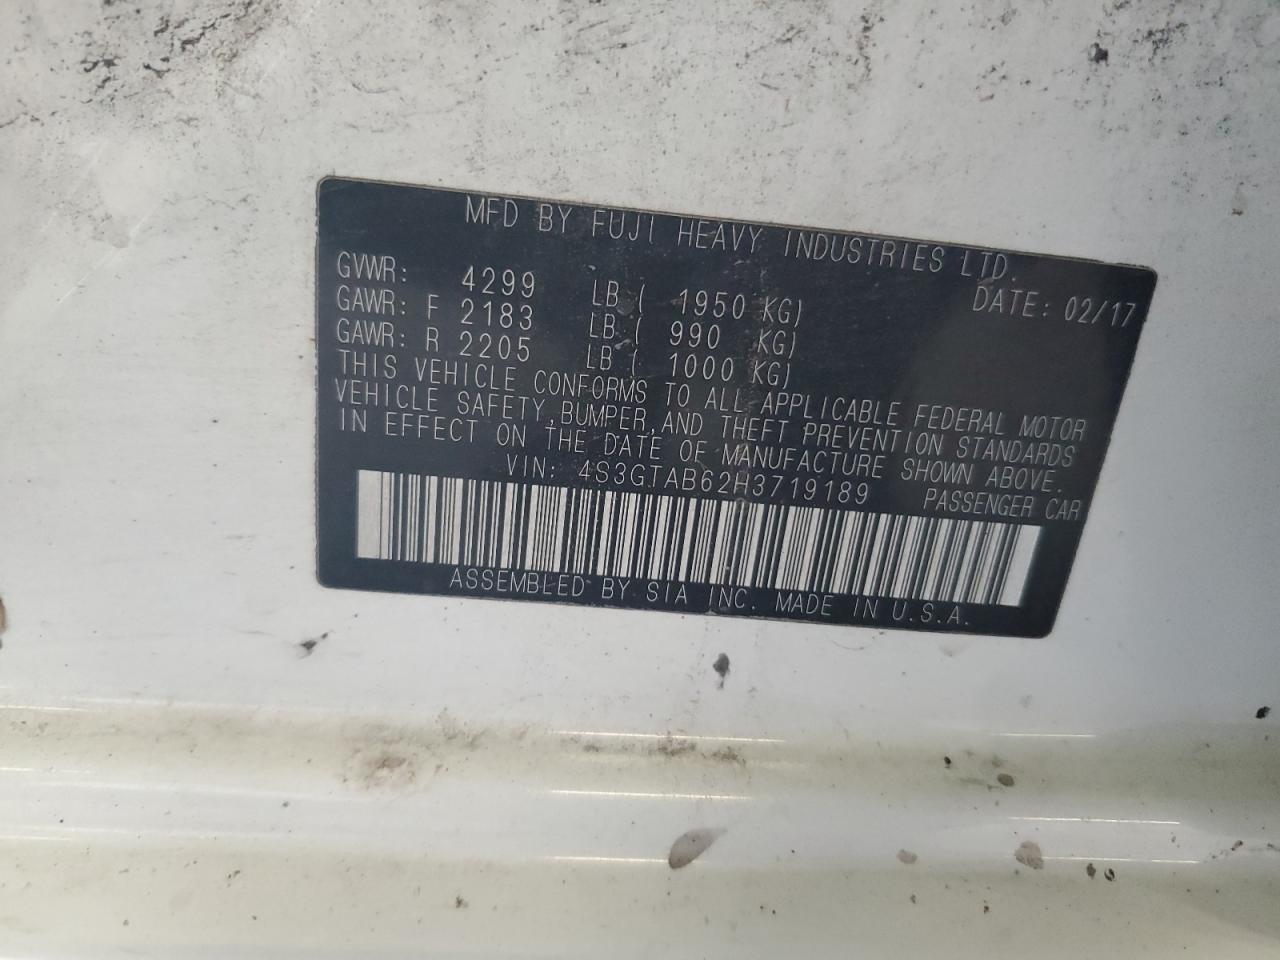 MFD BY FUJI HEAVY INDUSTRIES LTD.
GVWR: 4299 LB ( 1950 KG) DATE: 02/17
GAWR: F 2183 LB ( 990 KG)
GAWR: R 2205 LB ( 1000 KG)
THIS VEHICLE CONFORMS TO ALL APPLICABLE FEDERAL MOTOR
VEHICLE SAFETY,BUMPER,AND THEFT PREVENTION STANDARDS
IN EFFECT ON THE DATE OF MANUFACTURE SHOWN ABOVE.
VIN: 4S3GTAB62H3719189 PASSENGER CAR
ASSEMBLED BY SIA INC. MADE IN U.S.A.